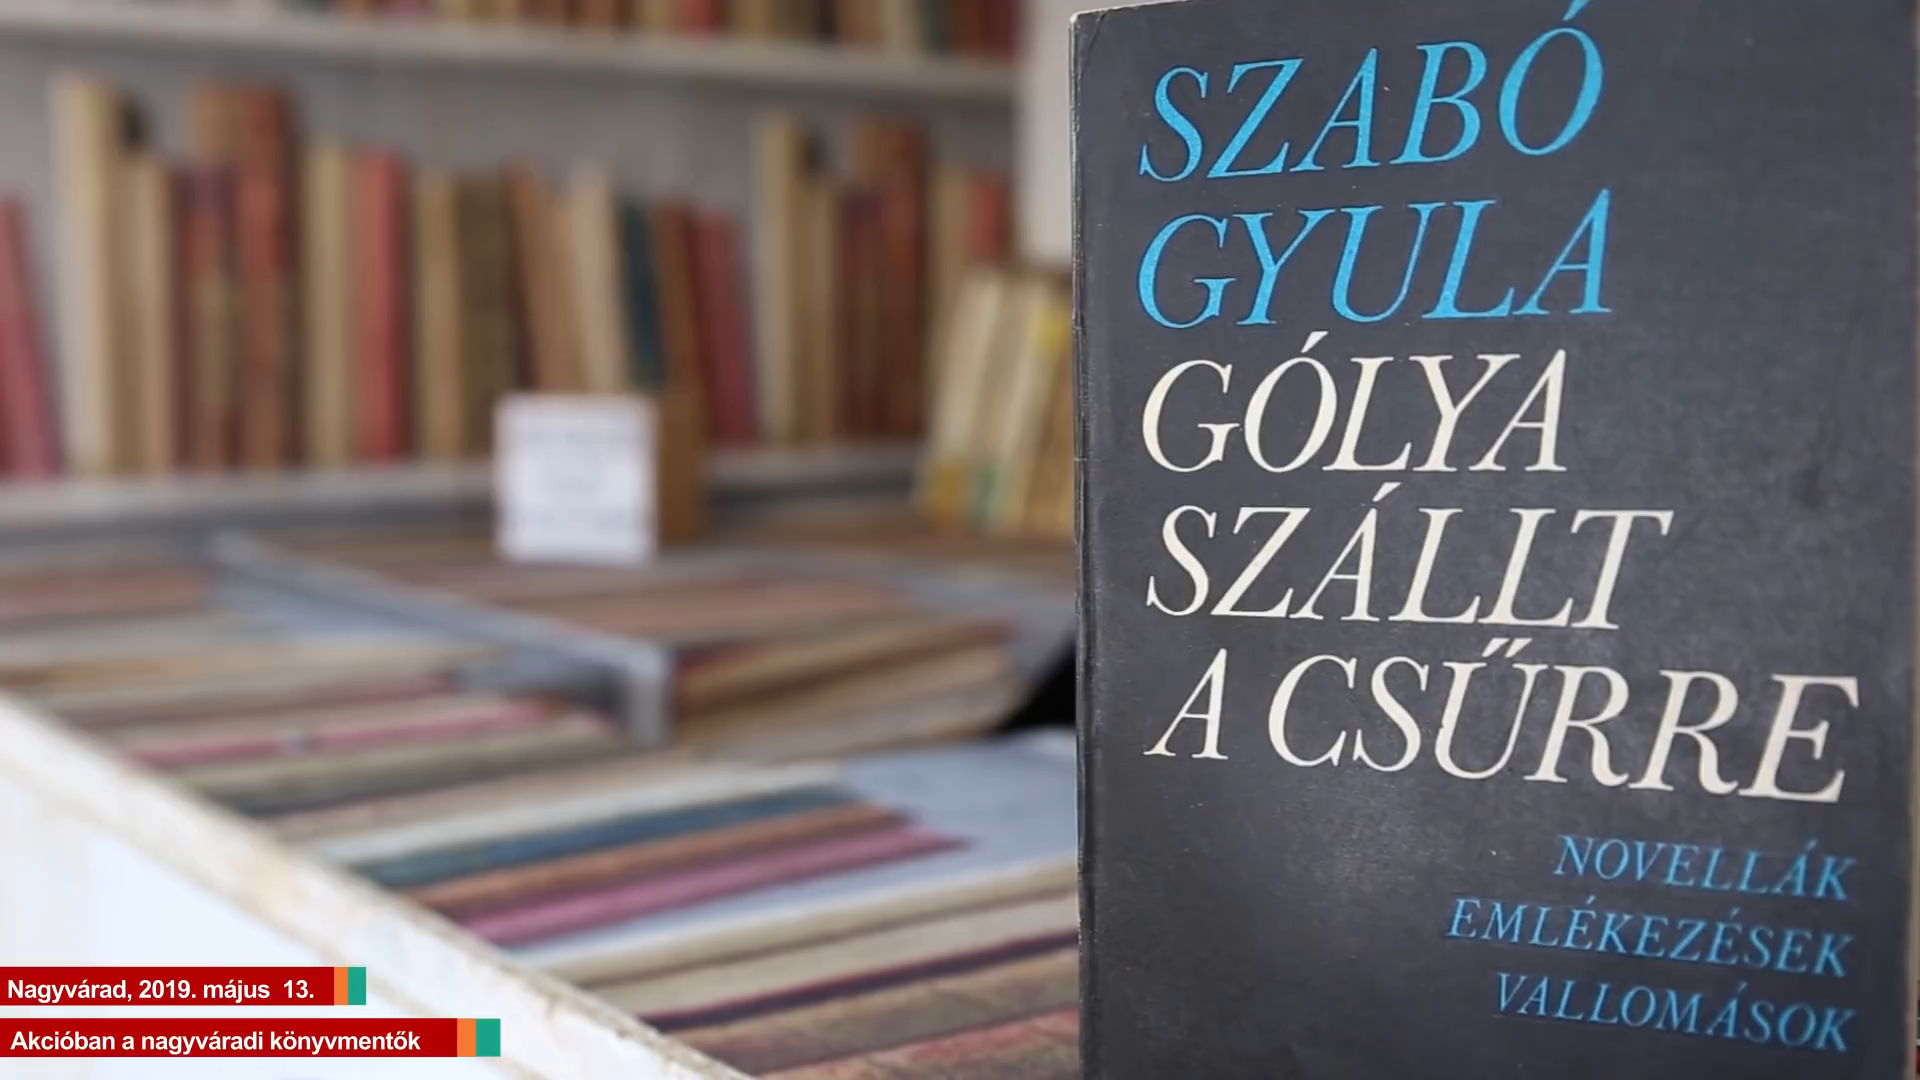 SZABÓ
GYULA
GÓLYA
SZÁLLT
A CSŰRRE
NOVELLÁK
EMLÉKEZÉSEK
VALLOMÁSOK
Nagyvárad, 2019. május 13.
Akcióban a nagyváradi könyvmentők